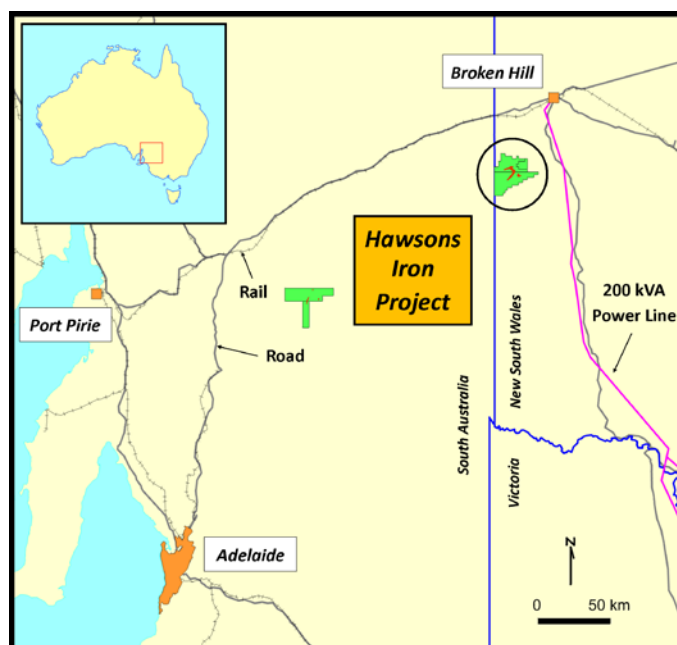 Broken Hill
Hawsons
Iron
Project
Rail
200 kVA
Power Line
Port Pirie
Road
South Australia
New South Wales
Victoria
Adelaide
N
0 50 km